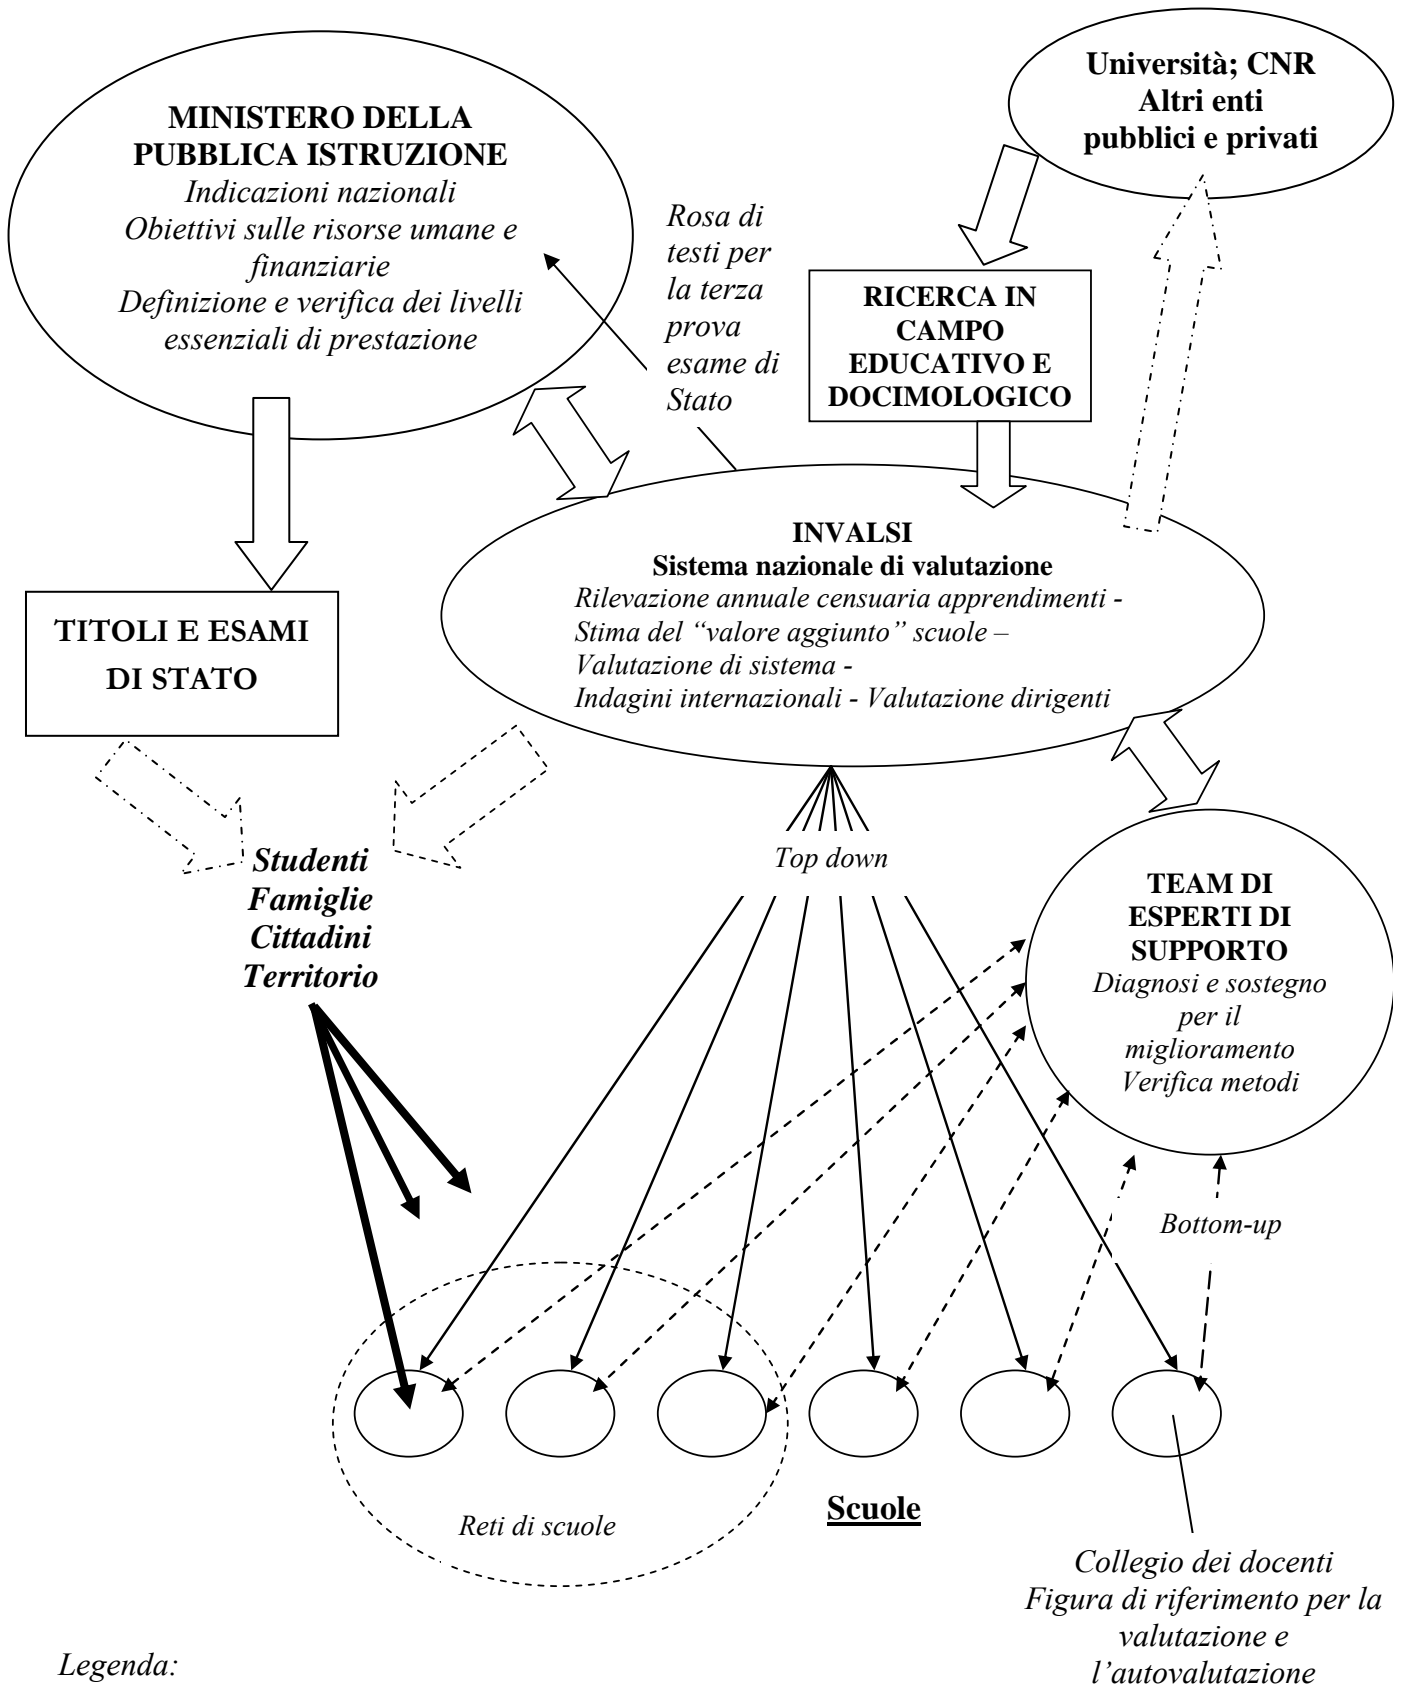 MINISTERO DELLA
PUBBLICA ISTRUZIONE
Indicazioni nazionali
Obiettivi sulle risorse umane e
finanziarie
Definizione e verifica dei livelli
essenziali di prestazione
Università; CNR
Altri enti
pubblici e privati
Rosa di
testi per
la terza
prova
esame di
Stato
RICERCA IN
CAMPO
EDUCATIVO E
DOCIMOLOGICO
INVALSI
Sistema nazionale di valutazione
Rilevazione annuale censuaria apprendimenti -
Stima del “valore aggiunto” scuole –
Valutazione di sistema -
Indagini internazionali - Valutazione dirigenti
TITOLI E ESAMI
DI STATO
Studenti
Famiglie
Cittadini
Territorio
Top down
TEAM DI
ESPERTI DI
SUPPORTO
Diagnosi e sostegno
per il
miglioramento
Verifica metodi
Bottom-up
Reti di scuole
Scuole
Collegio dei docenti
Figura di riferimento per la
valutazione e
l’autovalutazione
Legenda: